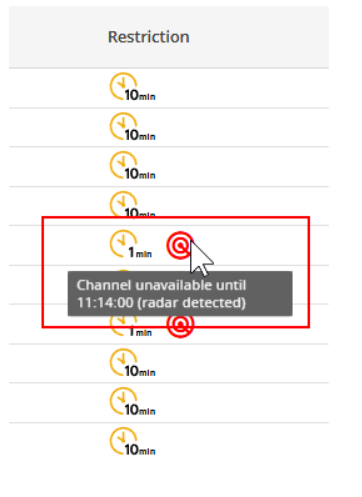 Restriction
10min
10min
10min
10min
1min
Channel unavailable until
11:14:00 (radar detected)
1min
10min
10min
10min